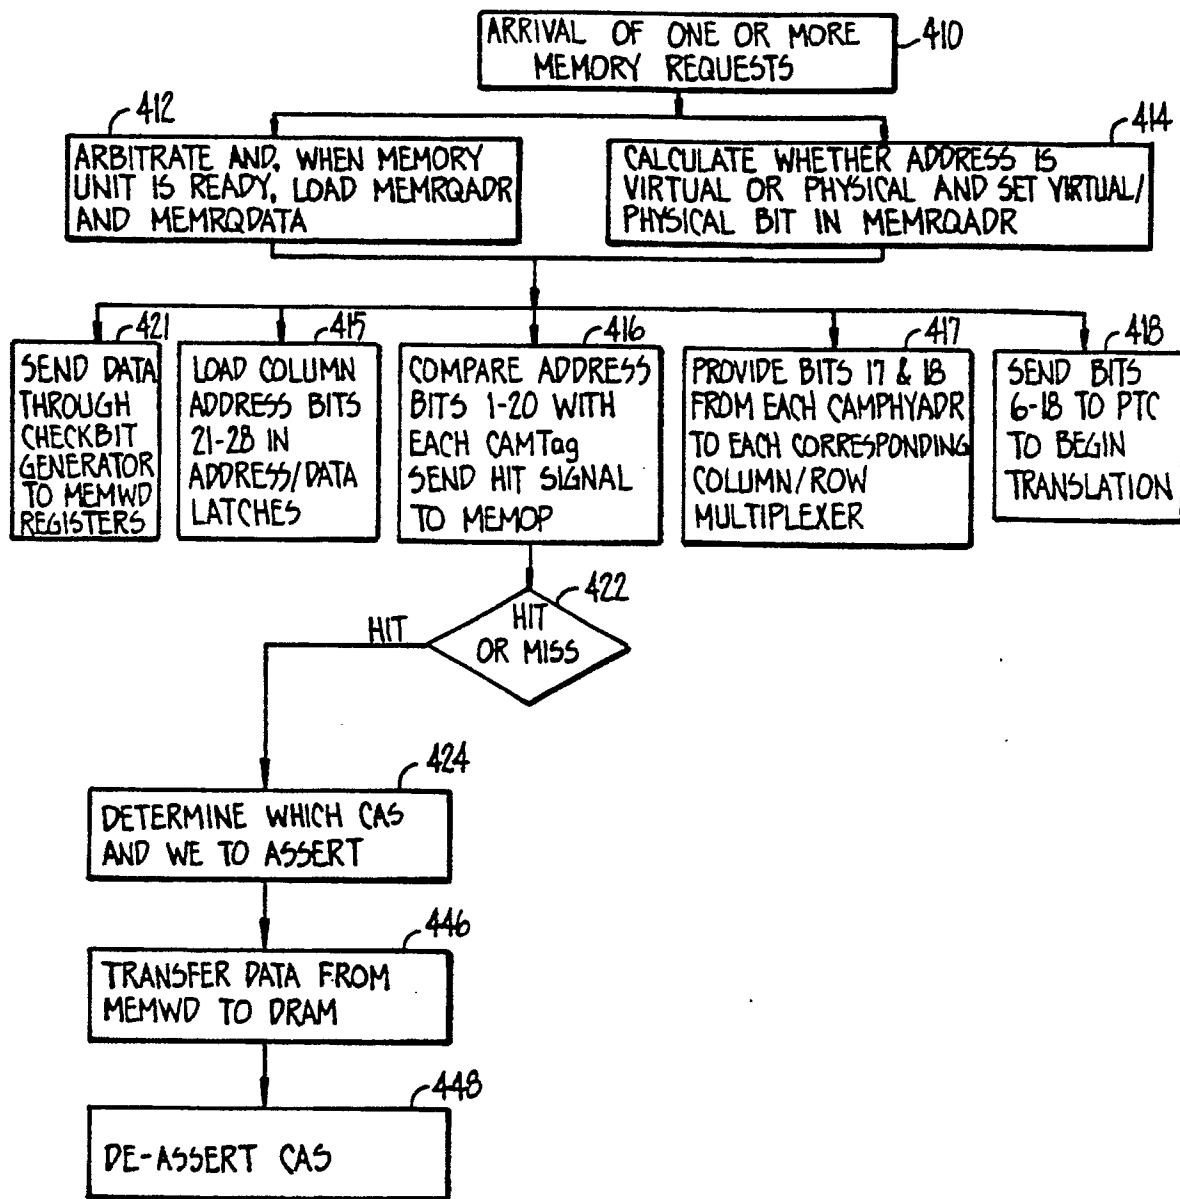 ARRIVAL OF ONE OR MORE
MEMORY REQUESTS
410
412
ARBITRATE AND, WHEN MEMORY
UNIT IS READY, LOAD MEMRQADR
AND MEMRQDATA
414
CALCULATE WHETHER ADDRESS IS
VIRTUAL OR PHYSICAL AND SET VIRTUAL/
PHYSICAL BIT IN MEMRQADR
421
SEND DATA
THROUGH
CHECKBIT
GENERATOR
TO MEMWD
REGISTERS
415
LOAD COLUMN
ADDRESS BITS
21-28 IN
ADDRESS/DATA
LATCHES
416
COMPARE ADDRESS
BITS 1-20 WITH
EACH CAMTag
SEND HIT SIGNAL
TO MEMOP
417
PROVIDE BITS 17 & 18
FROM EACH CAMPHYADR
TO EACH CORRESPONDING
COLUMN/ROW
MULTIPLEXER
418
SEND BITS
6-18 TO PTC
TO BEGIN
TRANSLATION
422
HIT
OR MISS
HIT
424
DETERMINE WHICH CAS
AND WE TO ASSERT
446
TRANSFER DATA FROM
MEMWD TO DRAM
448
DE-ASSERT CAS